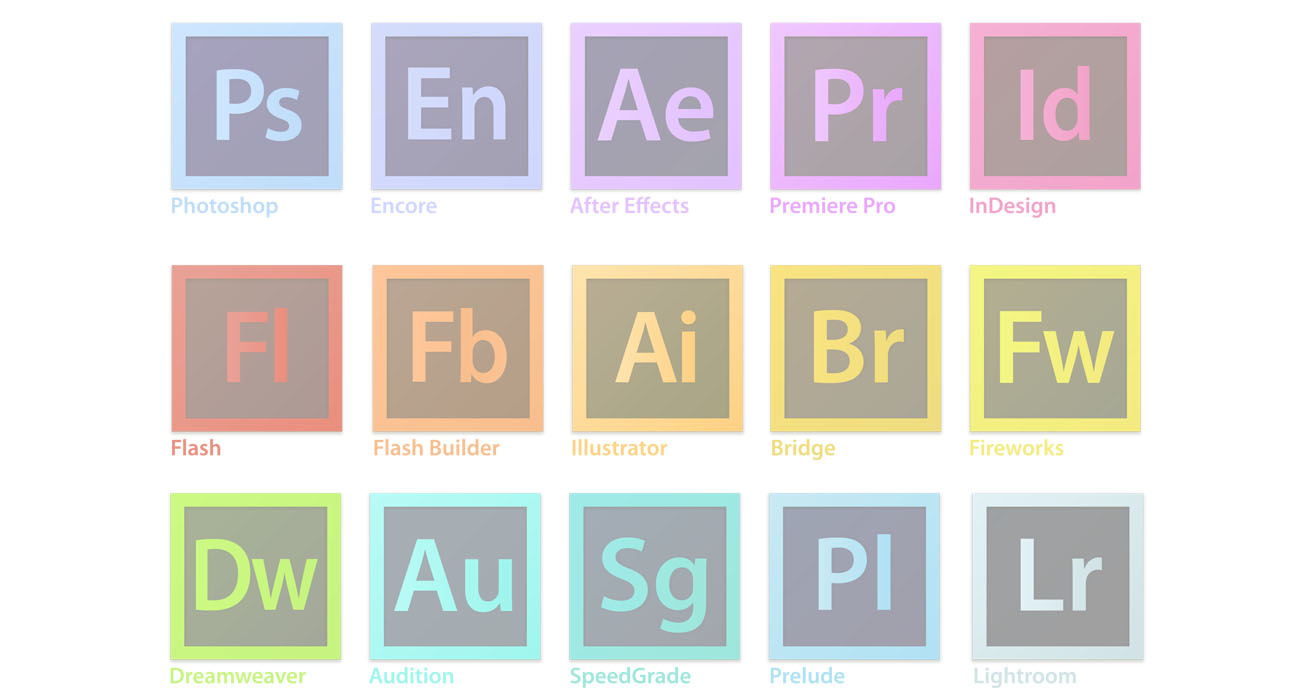 Ps En Ae Pr Id
Photoshop Encore After Effects Premiere Pro InDesign
Fl Fb Ai Br Fw
Flash Flash Builder Illustrator Bridge Fireworks
Dw Au Sg Pl Lr
Dreamweaver Audition SpeedGrade Prelude Lightroom